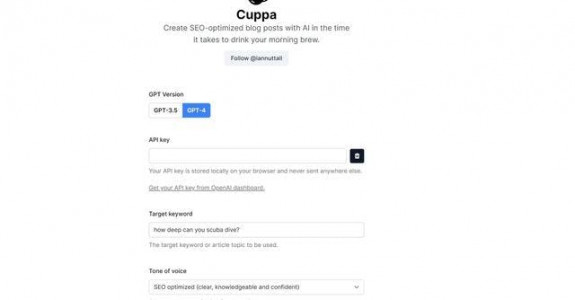 Cuppa
Create SEO-optimized blog posts with AI in the time
it takes to drink your morning brew.
Follow @iannuttall
GPT Version
GPT-3.5 GPT-4
API key
Your API key is stored locally on your browser and never sent anywhere else.
Get your API key from OpenAI dashboard.
Target keyword
how deep can you scuba dive?
The target keyword or article topic to be used.
Tone of voice
SEO optimized (clear, knowledgeable and confident)